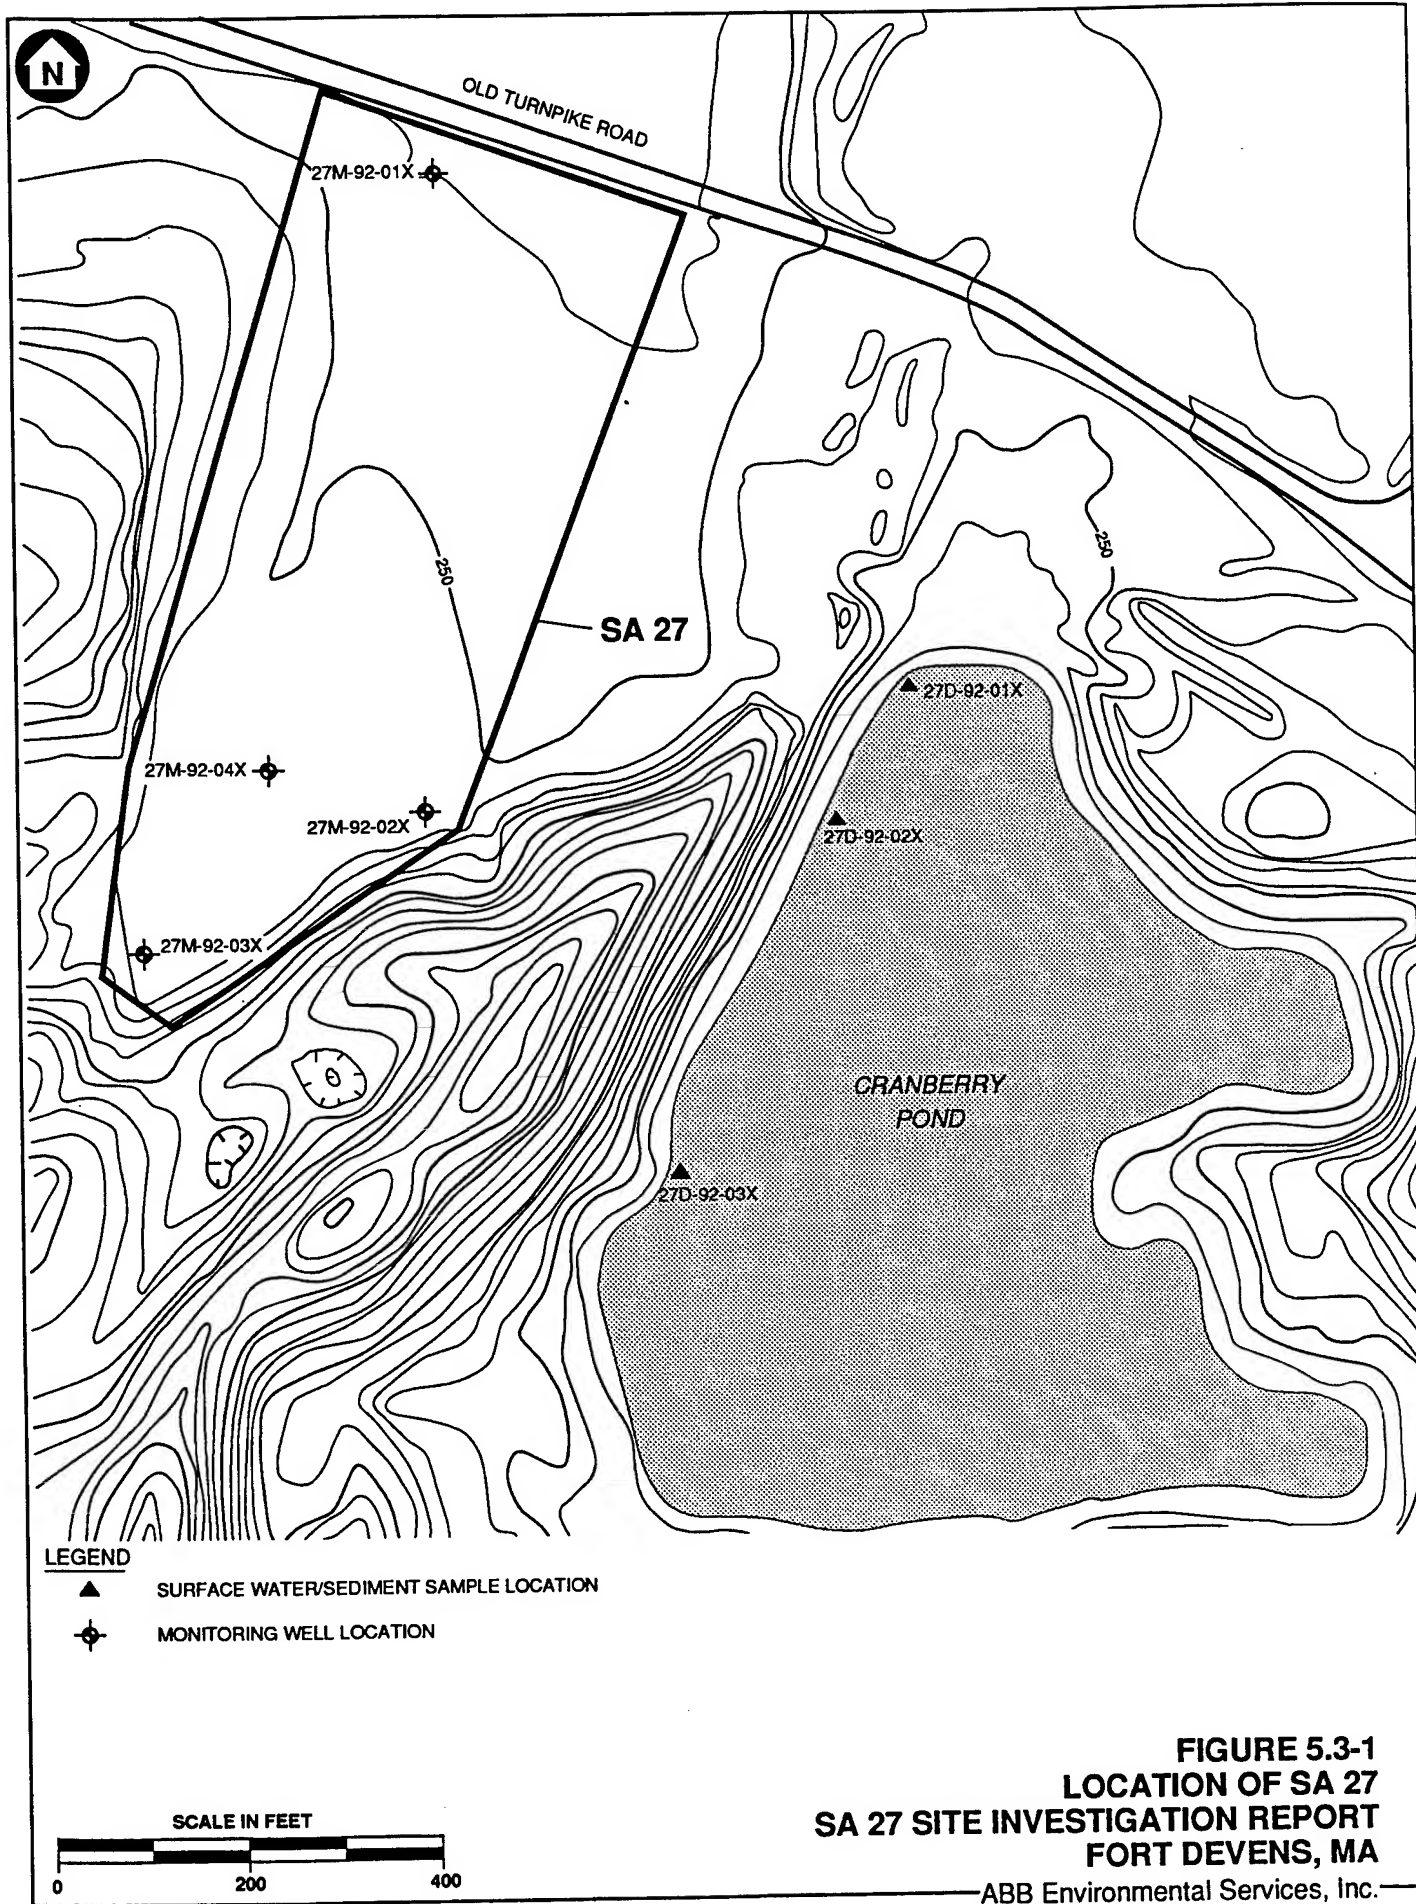 N
OLD TURNPIKE ROAD
27M-92-01X
250
250
SA 27
27D-92-01X
27M-92-04X
27M-92-02X
27D-92-02X
27M-92-03X
CRANBERRY
POND
27D-92-03X
LEGEND
SURFACE WATER/SEDIMENT SAMPLE LOCATION
MONITORING WELL LOCATION
FIGURE 5.3-1
LOCATION OF SA 27
SA 27 SITE INVESTIGATION REPORT
FORT DEVENS, MA
SCALE IN FEET
0 200 400
ABB Environmental Services, Inc.